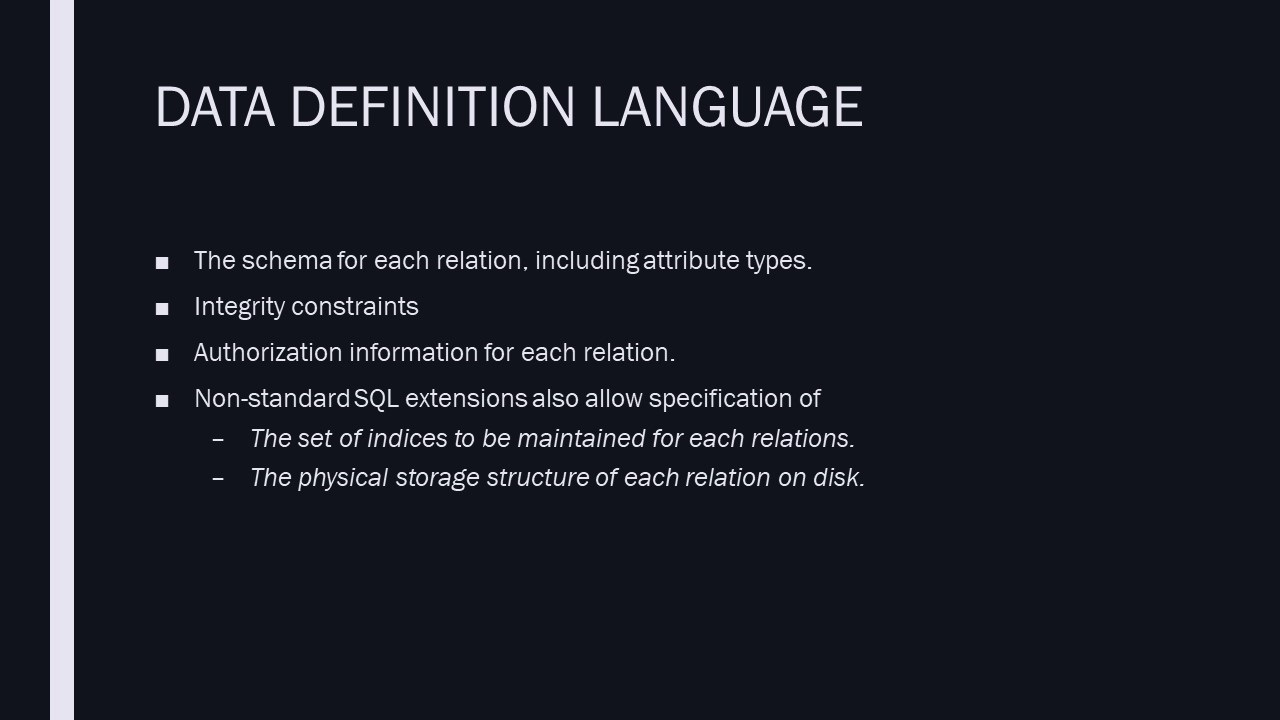 DATA DEFINITION LANGUAGE
■ The schema for each relation, including attribute types.
■ Integrity constraints
■ Authorization information for each relation.
■ Non-standard SQL extensions also allow specification of
– The set of indices to be maintained for each relations.
– The physical storage structure of each relation on disk.